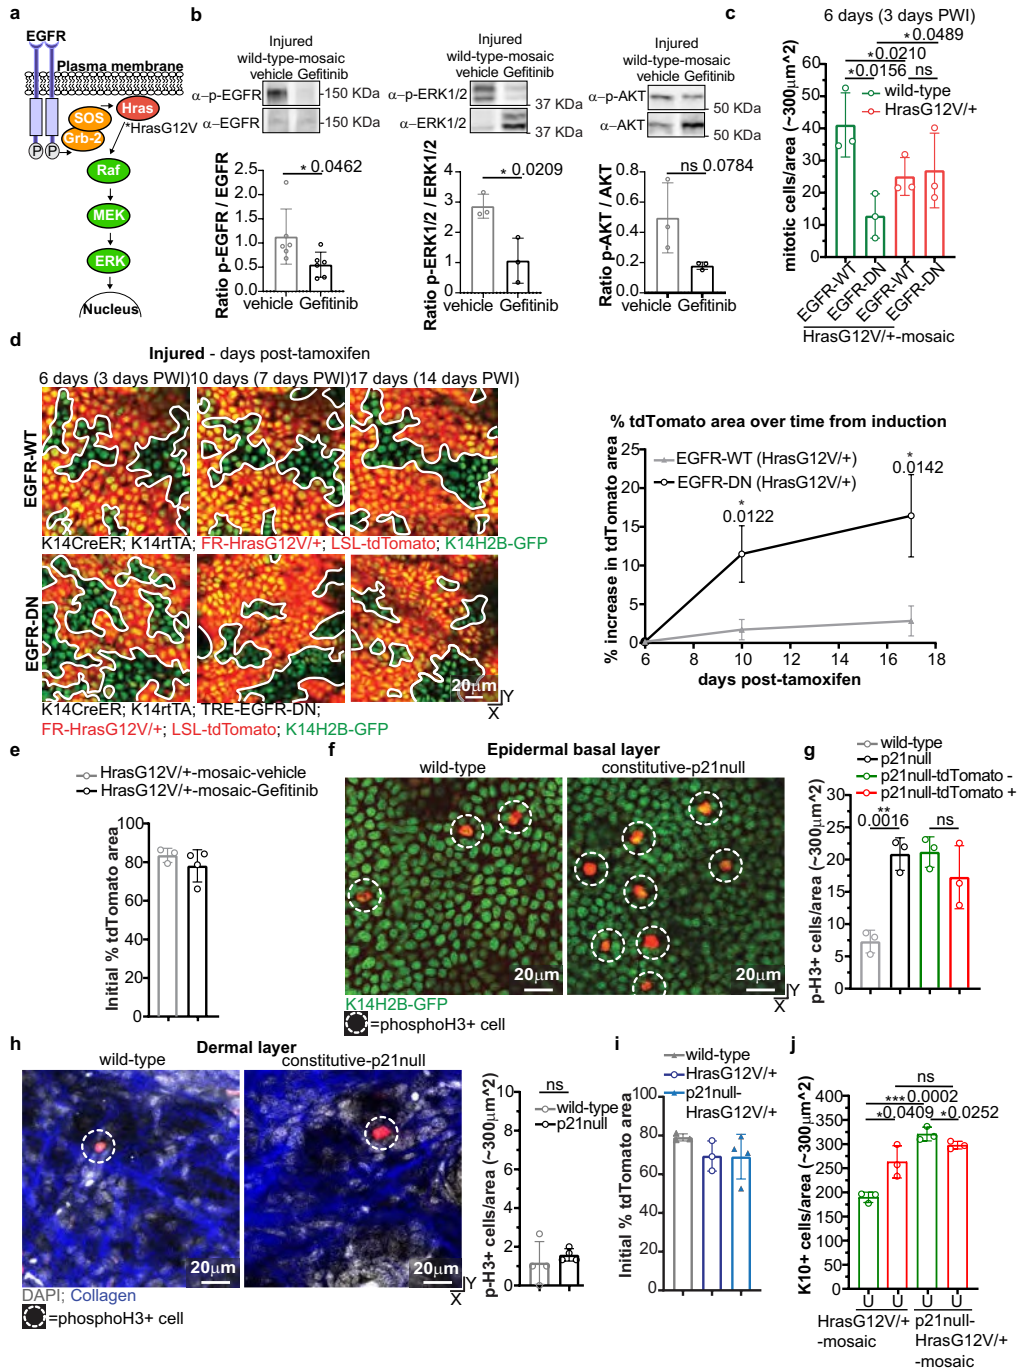 a
EGFR
Plasma membrane
SOS
Grb-2
Hras
*HrasG12V
P
P
Raf
MEK
ERK
Nucleus
b
Injured
wild-type-mosaic
vehicle Gefitinib
α-p-EGFR
150 KDa
α-EGFR
150 KDa
Injured
wild-type-mosaic
vehicle Gefitinib
α-p-ERK1/2
37 KDa
α-ERK1/2
37 KDa
Injured
wild-type-mosaic
vehicle Gefitinib
α-p-AKT
50 KDa
α-AKT
50 KDa
Ratio p-EGFR / EGFR
2.5
2.0
1.5
1.0
0.5
0.0
* 0.0462
vehicle Gefitinib
Ratio p-ERK1/2 / ERK1/2
4
3
2
1
0
* 0.0209
vehicle Gefitinib
Ratio p-AKT / AKT
0.8
0.6
0.4
0.2
0.0
ns 0.0784
vehicle Gefitinib
c
6 days (3 days PWI)
* 0.0489
* 0.0210
* 0.0156 ns
wild-type
HrasG12V/+
mitotic cells/area (~300µm^2)
60
50
40
30
20
10
0
EGFR-WT
EGFR-DN
EGFR-WT
EGFR-DN
HrasG12V/+-mosaic
d
Injured - days post-tamoxifen
6 days (3 days PWI)10 days (7 days PWI)17 days (14 days PWI)
EGFR-WT
K14CreER; K14rtTA; FR-HrasG12V/+; LSL-tdTomato; K14H2B-GFP
EGFR-DN
20µm
Y
X
K14CreER; K14rtTA; TRE-EGFR-DN;
FR-HrasG12V/+; LSL-tdTomato; K14H2B-GFP
% tdTomato area over time from induction
EGFR-WT (HrasG12V/+)
EGFR-DN (HrasG12V/+)
% increase in tdTomato area
25
20
15
10
5
0
*
0.0122
*
0.0142
6 8 10 12 14 16 18
days post-tamoxifen
e
HrasG12V/+-mosaic-vehicle
HrasG12V/+-mosaic-Gefitinib
Initial % tdTomato area
100
80
60
40
20
0
f
Epidermal basal layer
wild-type
constitutive-p21null
20µm
20µm
Y
X
K14H2B-GFP
=phosphoH3+ cell
g
wild-type
p21null
p21null-tdTomato -
p21null-tdTomato +
p-H3+ cells/area (~300µm^2)
30
25
20
15
10
5
0
**
0.0016
ns
h
Dermal layer
wild-type
constitutive-p21null
20µm
20µm
Y
X
DAPI; Collagen
=phosphoH3+ cell
p-H3+ cells/area (~300µm^2)
10
8
6
4
2
0
ns
wild-type
p21null
i
wild-type
HrasG12V/+
p21null-
HrasG12V/+
Initial % tdTomato area
100
80
60
40
20
0
j
ns
*** 0.0002
* 0.0409 * 0.0252
K10+ cells/area (~300µm^2)
400
350
300
250
200
150
100
50
0
U U U U
HrasG12V/+
-mosaic
p21null-
HrasG12V/+
-mosaic